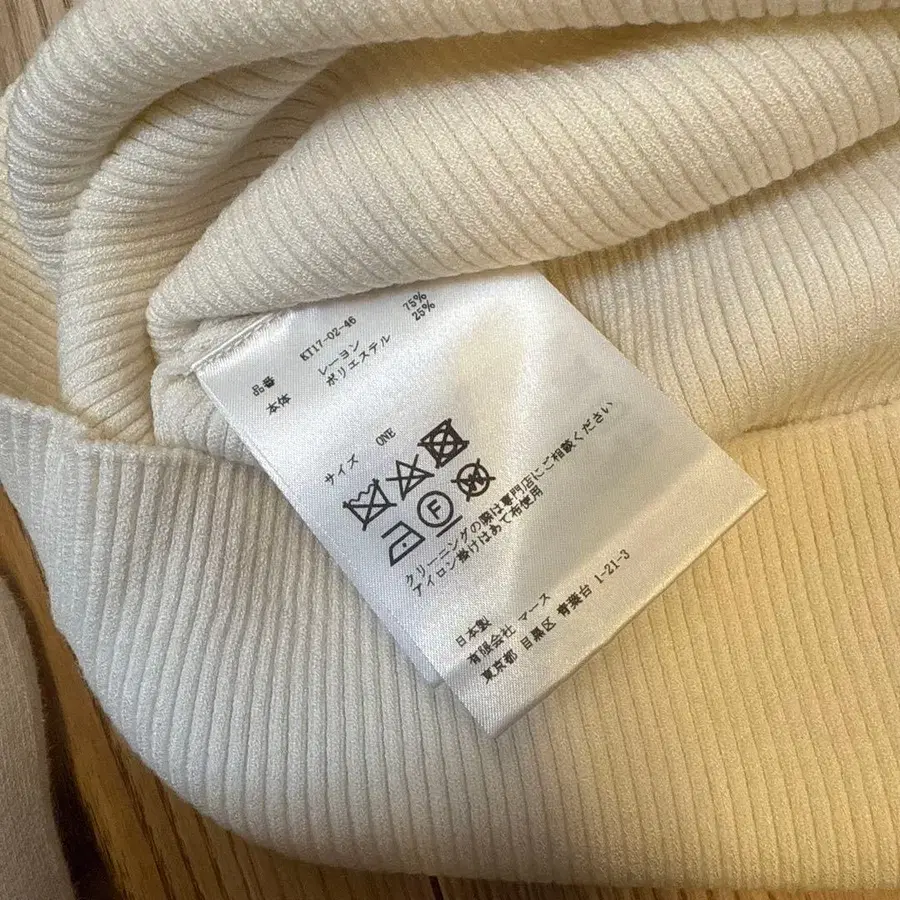 品番 KT17-02-46
本体 レーヨン 75%
ポリエステル 25%
サイズ ONE
F
W
クリーニングの際は専門店にご相談ください
アイロン掛けはあて布使用
日本製
有限会社 マース
東京都 目黒区 青葉台 1-21-3